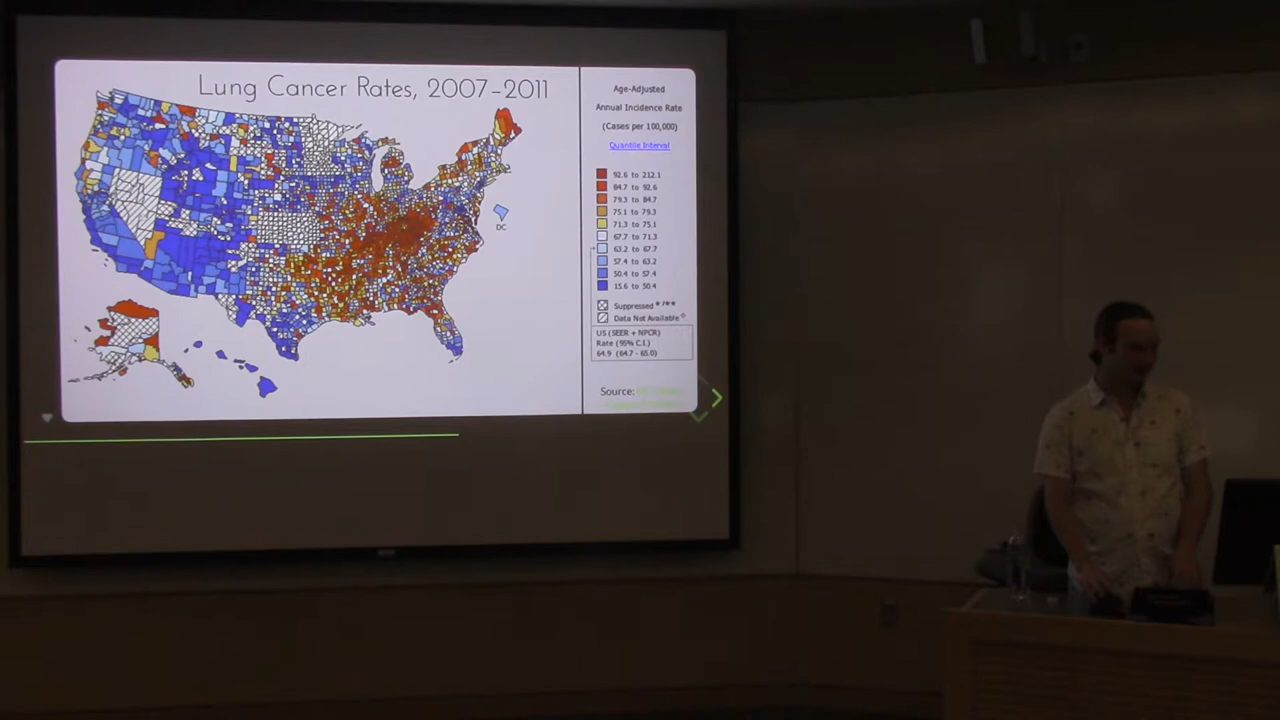 Lung Cancer Rates, 2007–2011
DC
Age-Adjusted
Annual Incidence Rate
(Cases per 100,000)
Quantile Interval
92.6 to 212.1
84.7 to 92.6
79.3 to 84.7
75.1 to 79.3
71.3 to 75.1
67.7 to 71.3
63.2 to 67.7
57.4 to 63.2
50.4 to 57.4
15.6 to 50.4
Suppressed * /**
Data Not Available ◊
US (SEER + NPCR)
Rate (95% C.I.)
64.9 (64.7 - 65.0)
Source: